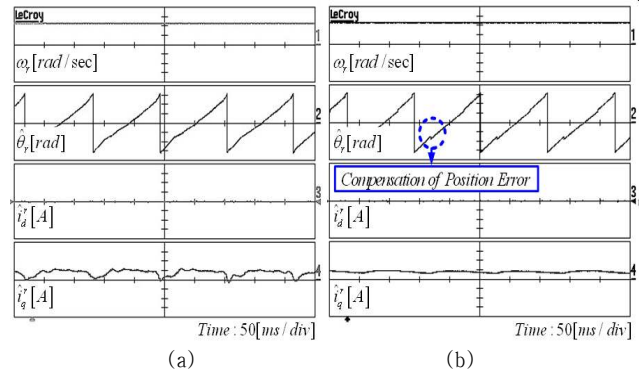 LeCroy
1
ω_r [rad / sec]
2
θ̂_r [rad]
3
î_d^r [A]
4
î_q^r [A]
Time : 50[ms / div]
(a)
LeCroy
1
ω_r [rad / sec]
2
θ̂_r [rad]
Compensation of Position Error
3
î_d^r [A]
4
î_q^r [A]
Time : 50[ms / div]
(b)